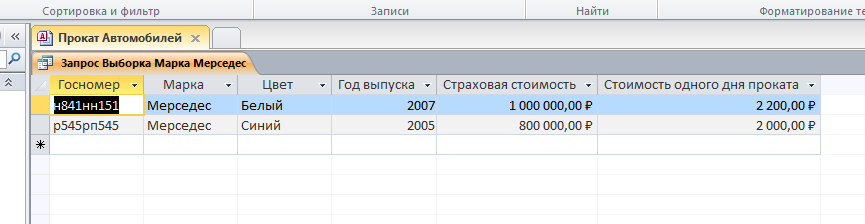 Сортировка и фильтр Записи Найти Форматирование те
Прокат Автомобилей
Запрос Выборка Марка Мерседес
Госномер Марка Цвет Год выпуска Страховая стоимость Стоимость одного дня проката
н841нн151 Мерседес Белый 2007 1 000 000,00 ₽ 2 200,00 ₽
р545рп545 Мерседес Синий 2005 800 000,00 ₽ 2 000,00 ₽